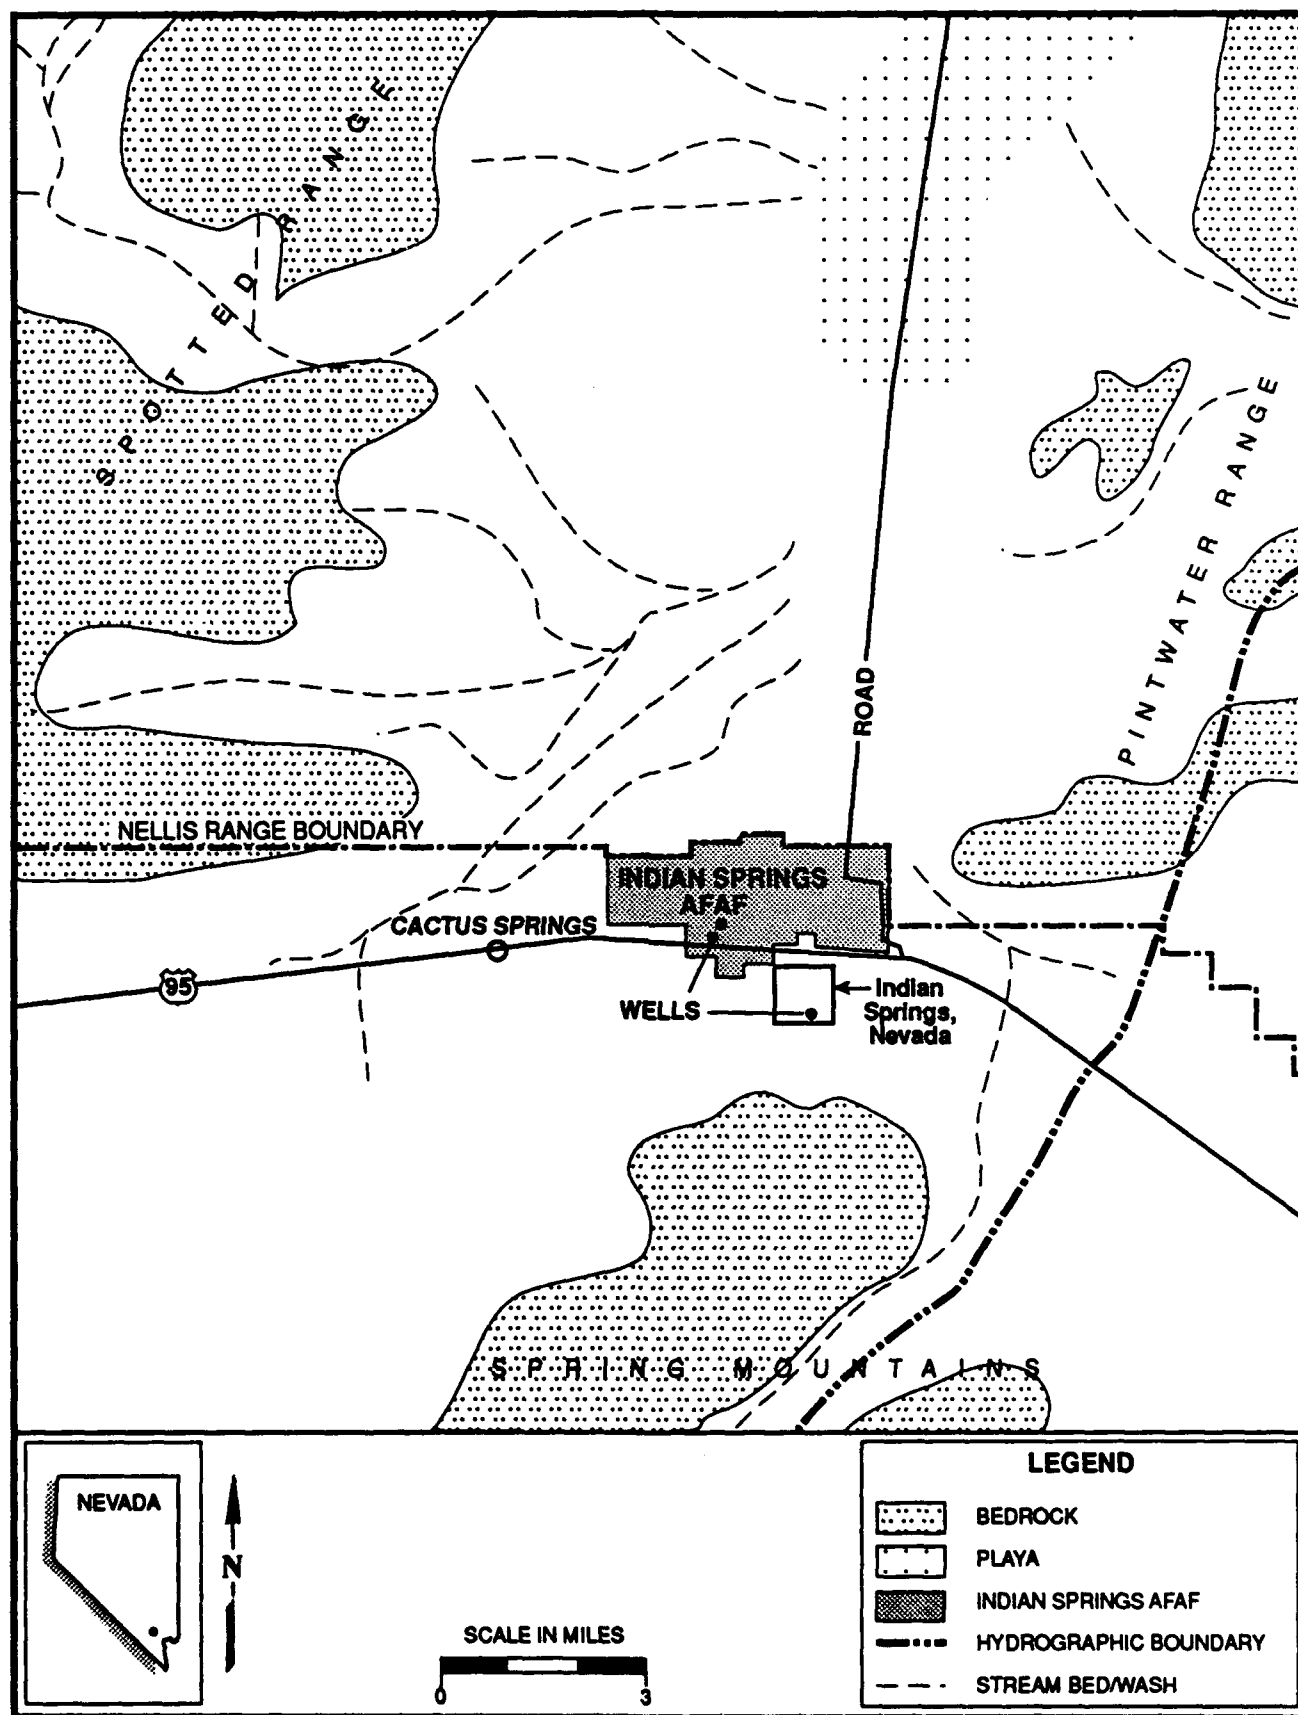 SPOTTED RANGE
PINTWATER RANGE
ROAD
NELLIS RANGE BOUNDARY
INDIAN SPRINGS
AFAF
CACTUS SPRINGS
95
WELLS
Indian
Springs,
Nevada
SPRING MOUNTAINS
NEVADA
N
SCALE IN MILES
0 3
LEGEND
BEDROCK
PLAYA
INDIAN SPRINGS AFAF
HYDROGRAPHIC BOUNDARY
STREAM BED/WASH